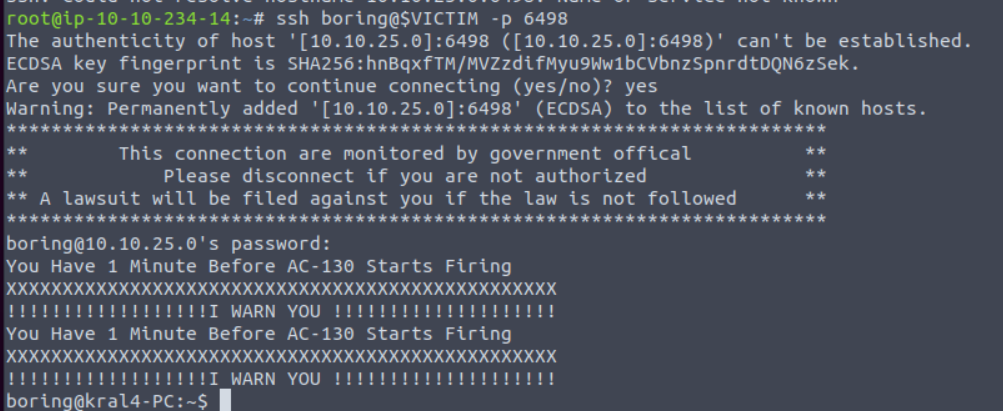 root@ip-10-10-234-14:~# ssh boring@$VICTIM -p 6498
The authenticity of host '[10.10.25.0]:6498 ([10.10.25.0]:6498)' can't be established.
ECDSA key fingerprint is SHA256:hnBqxfTM/MVZzdifMyu9Ww1bCVbnzSpnrdtDQN6zSek.
Are you sure you want to continue connecting (yes/no)? yes
Warning: Permanently added '[10.10.25.0]:6498' (ECDSA) to the list of known hosts.
*************************************************************************
** This connection are monitored by government offical **
** Please disconnect if you are not authorized **
** A lawsuit will be filed against you if the law is not followed **
*************************************************************************
boring@10.10.25.0's password:
You Have 1 Minute Before AC-130 Starts Firing
XXXXXXXXXXXXXXXXXXXXXXXXXXXXXXXXXXXXXXXXXXXXXXXXX
!!!!!!!!!!!!!!!!!!I WARN YOU !!!!!!!!!!!!!!!!!!!!
You Have 1 Minute Before AC-130 Starts Firing
XXXXXXXXXXXXXXXXXXXXXXXXXXXXXXXXXXXXXXXXXXXXXXXXX
!!!!!!!!!!!!!!!!!!I WARN YOU !!!!!!!!!!!!!!!!!!!!
boring@kral4-PC:~$